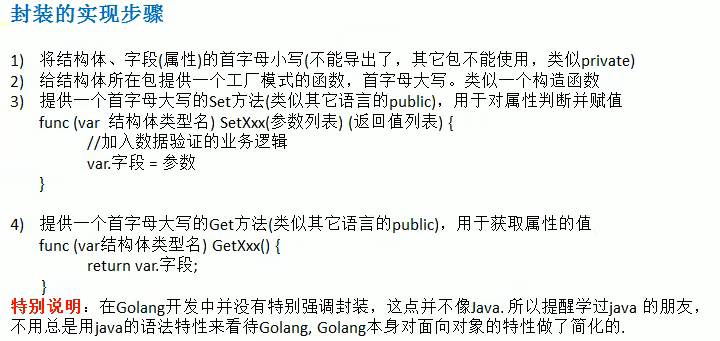 封装的实现步骤
1) 将结构体、字段(属性)的首字母小写(不能导出了，其它包不能使用，类似private)
2) 给结构体所在包提供一个工厂模式的函数，首字母大写。类似一个构造函数
3) 提供一个首字母大写的Set方法(类似其它语言的public)，用于对属性判断并赋值
func (var 结构体类型名) SetXxx(参数列表) (返回值列表) {
//加入数据验证的业务逻辑
var.字段 = 参数
}
4) 提供一个首字母大写的Get方法(类似其它语言的public)，用于获取属性的值
func (var结构体类型名) GetXxx() {
return var.字段;
}
特别说明：在Golang开发中并没有特别强调封装，这点并不像Java. 所以提醒学过java 的朋友，
不用总是用java的语法特性来看待Golang, Golang本身对面向对象的特性做了简化的.